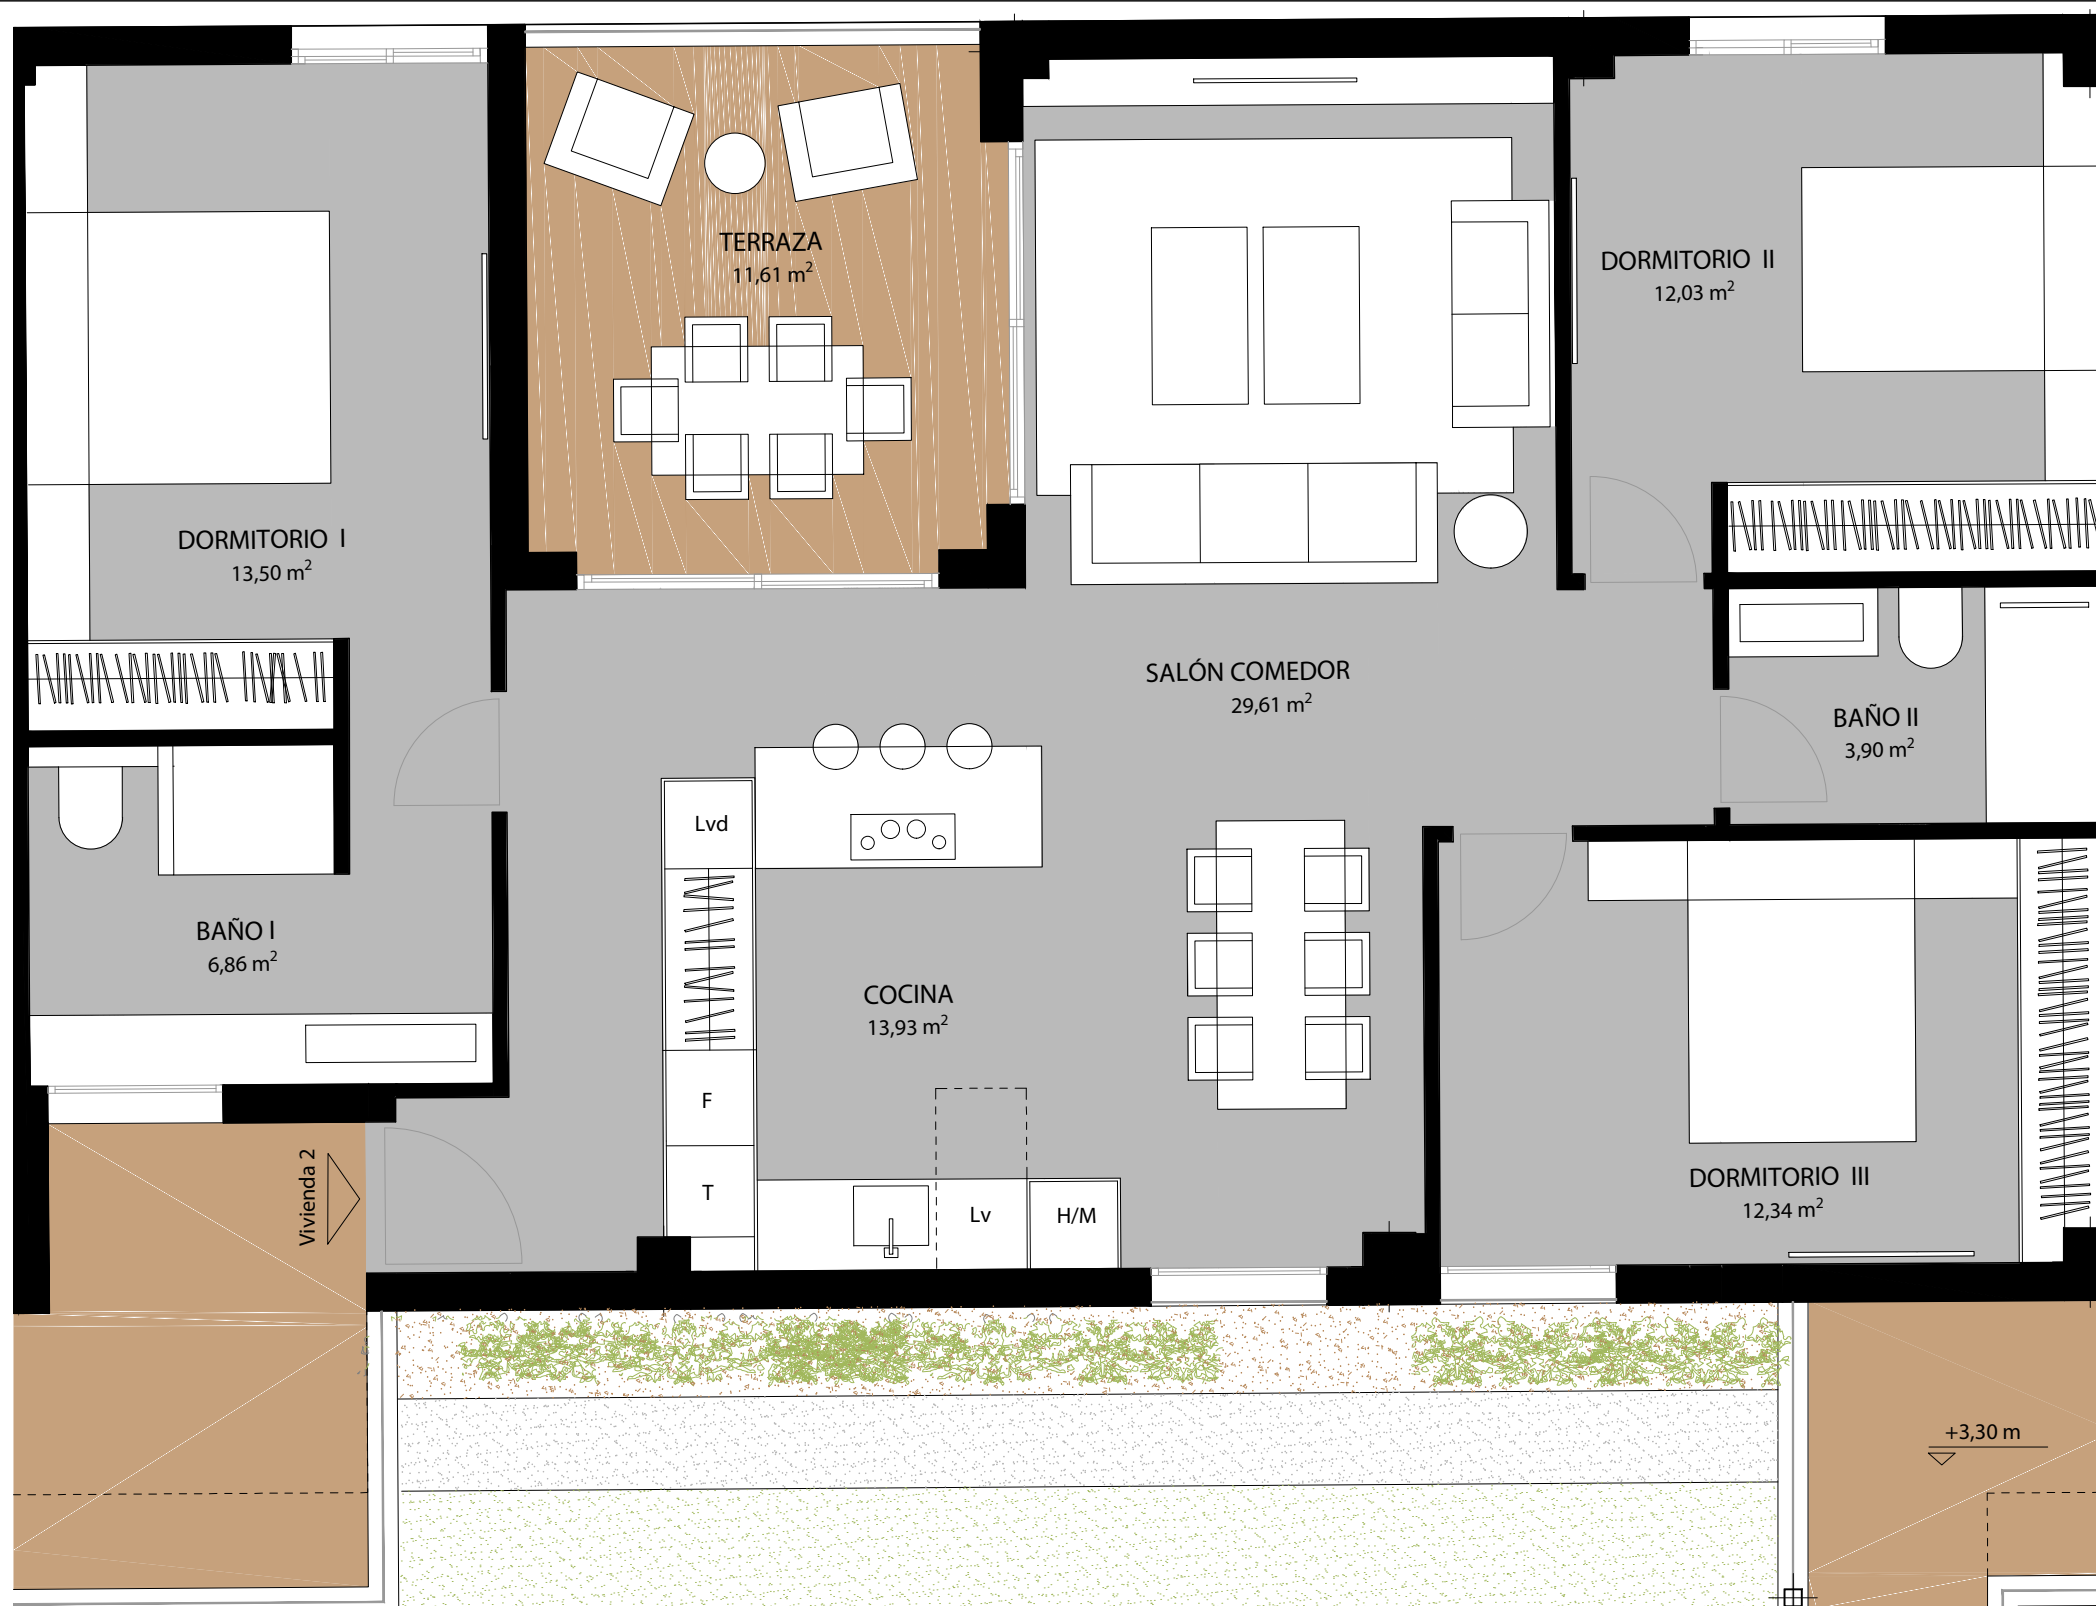 TERRAZA
11,61 m²
DORMITORIO II
12,03 m²
DORMITORIO I
13,50 m²
SALÓN COMEDOR
29,61 m²
BAÑO II
3,90 m²
Lvd
BAÑO I
6,86 m²
COCINA
13,93 m²
F
T
Lv
H/M
DORMITORIO III
12,34 m²
Vivienda 2
+3,30 m